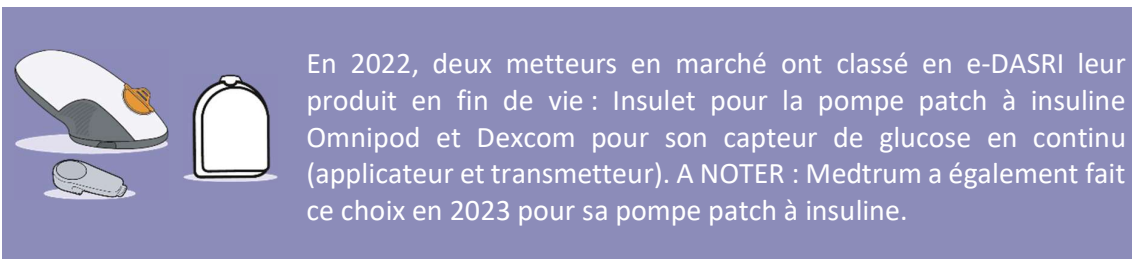 En 2022, deux metteurs en marché ont classé en e-DASRI leur
produit en fin de vie : Insulet pour la pompe patch à insuline
Omnipod et Dexcom pour son capteur de glucose en continu
(applicateur et transmetteur). A NOTER : Medtrum a également fait
ce choix en 2023 pour sa pompe patch à insuline.